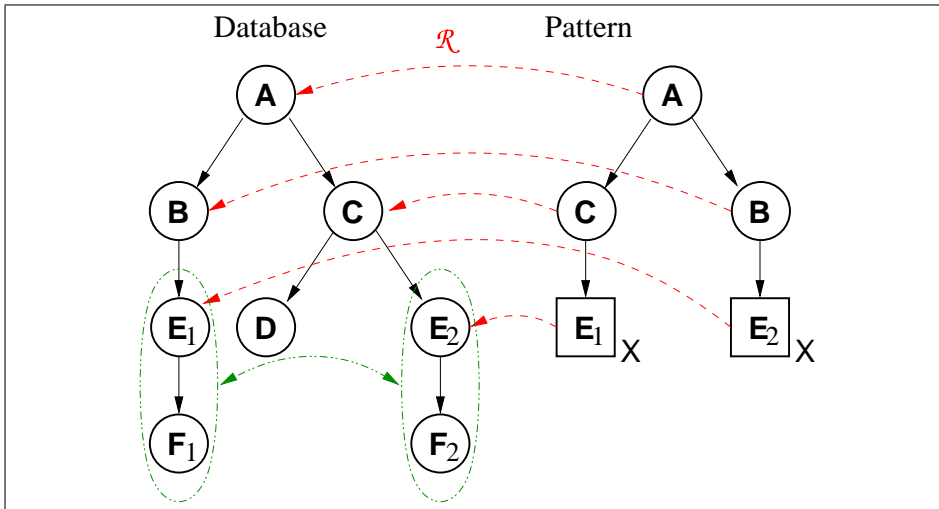 Database Pattern
ℛ
A A
B C C B
E1 D E2 E1 X E2 X
F1 F2